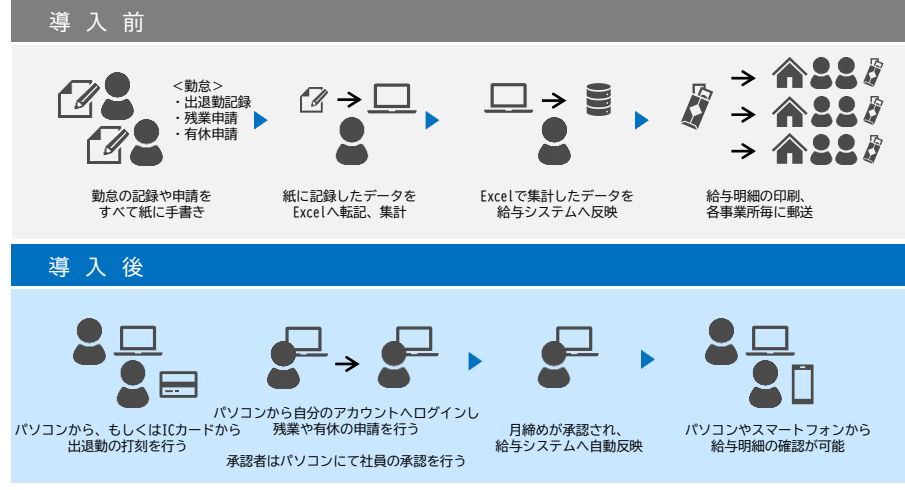 導入前
<勤怠>
・出退勤記録
・残業申請
・有休申請
勤怠の記録や申請を
すべて紙に手書き
紙に記録したデータを
Excelへ転記、集計
Excelで集計したデータを
給与システムへ反映
給与明細の印刷、
各事業所毎に郵送
導入後
パソコンから、もしくはICカードから
出退勤の打刻を行う
パソコンから自分のアカウントへログインし
残業や有休の申請を行う
承認者はパソコンにて社員の承認を行う
月締めが承認され、
給与システムへ自動反映
パソコンやスマートフォンから
給与明細の確認が可能